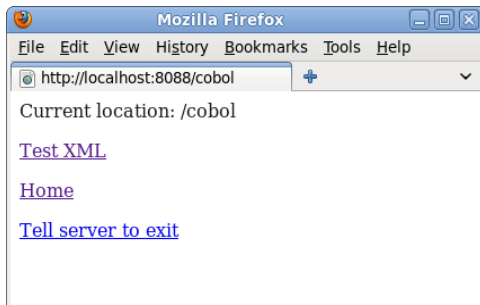 Mozilla Firefox
File Edit View History Bookmarks Tools Help
http://localhost:8088/cobol
Current location: /cobol
Test XML
Home
Tell server to exit